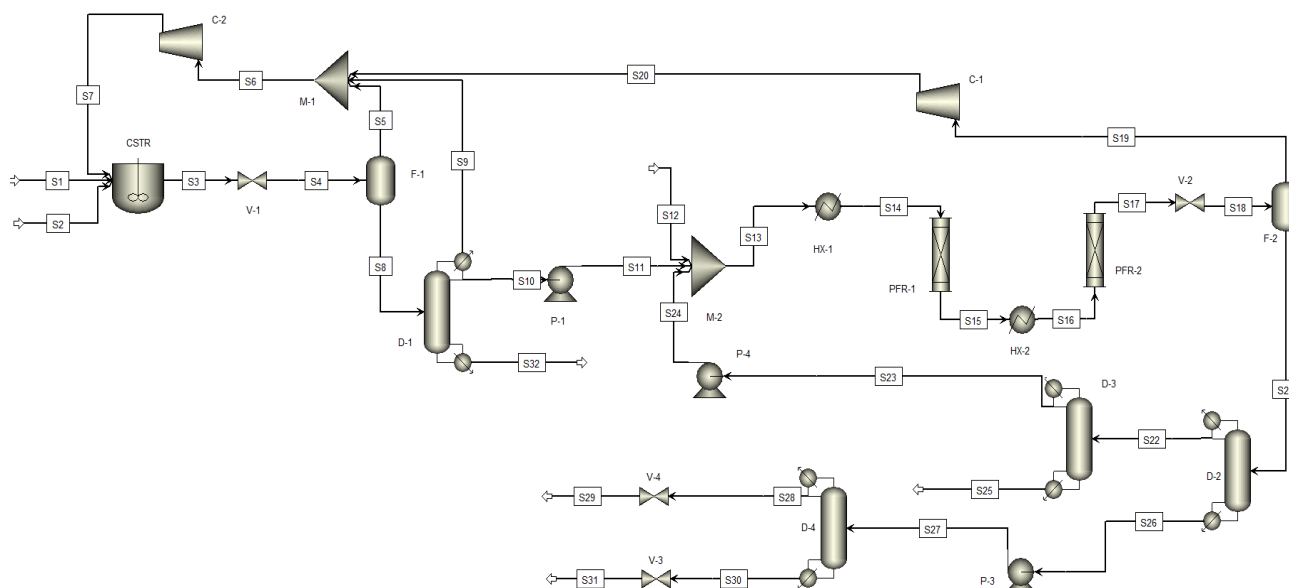 C-2
S7
S6
M-1
S20
C-1
S19
S5
S9
CSTR
S1
S3
S4
F-1
V-1
S2
S12
S13
S14
HX-1
S17
V-2
S18
F-2
S8
S10
S11
M-2
PFR-1
PFR-2
P-1
S24
S15
S16
HX-2
D-1
S32
P-4
S23
D-3
S22
D-2
S28
S29
V-4
S25
D-4
S27
S26
V-3
S31
S30
P-3